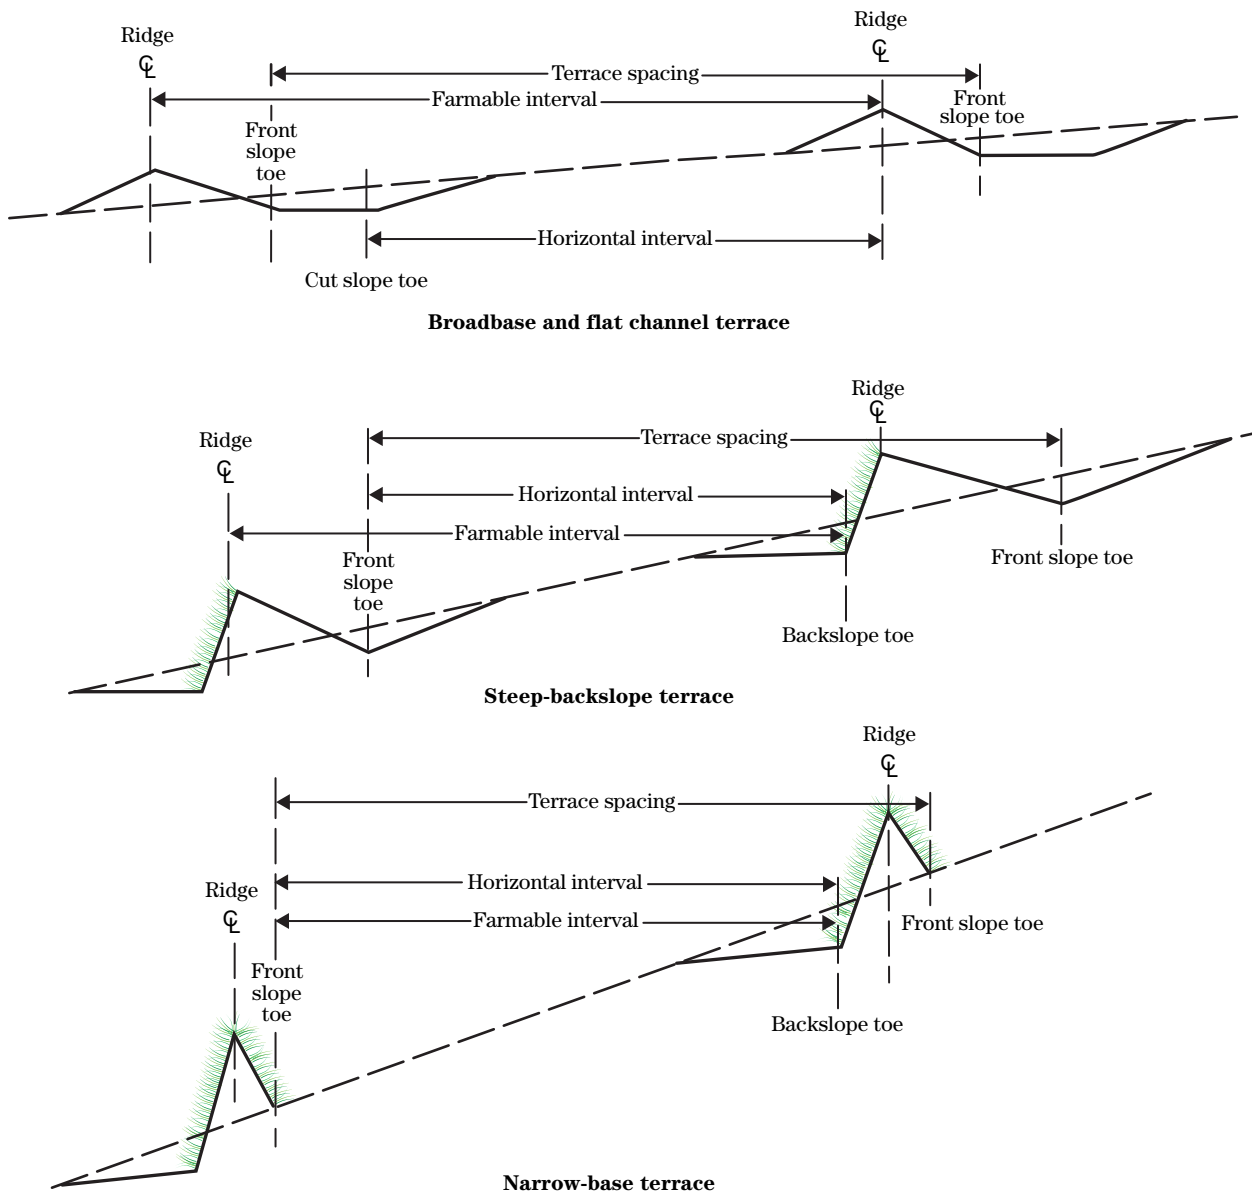 Ridge
℄
Ridge
℄
Terrace spacing
Farmable interval
Front
slope toe
Front
slope
toe
Horizontal interval
Cut slope toe
Broadbase and flat channel terrace
Ridge
℄
Ridge
℄
Terrace spacing
Horizontal interval
Farmable interval
Front
slope
toe
Front slope toe
Backslope toe
Steep-backslope terrace
Ridge
℄
Terrace spacing
Ridge
℄
Horizontal interval
Farmable interval
Front slope toe
Front
slope
toe
Backslope toe
Narrow-base terrace